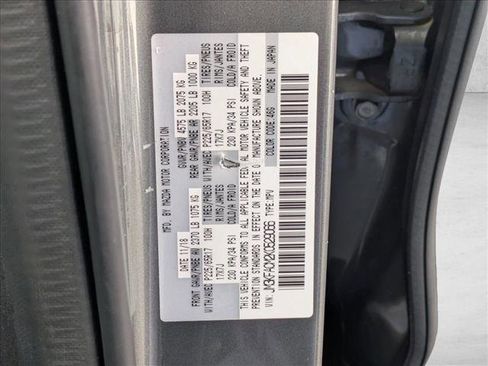 MFD. BY MAZDA MOTOR CORPORATION
11/18 GVWR/PNBV 4575 LB 2075 KG
FRONT GAWR/PNBE AV 2370 LB 1075 KG REAR GAWR/PNBE AR 2205 LB 1000 KG
WITH/AVEC P225/65R17 100H TIRES/PNEUS WITH/AVEC P225/65R17 100H TIRES/PNEUS
17X7J RIMS/JANTES 17X7J RIMS/JANTES
230 KPA/34 PSI COLD/A FROID 230 KPA/34 PSI COLD/A FROID
THIS VEHICLE CONFORMS TO ALL APPLICABLE FEDERAL MOTOR VEHICLE SAFETY AND THEFT
PREVENTION STANDARDS IN EFFECT ON THE DATE O MANUFACTURE SHOWN ABOVE.
VIN: TYPE:MPV COLOR CODE:46G MADE IN JAPAN